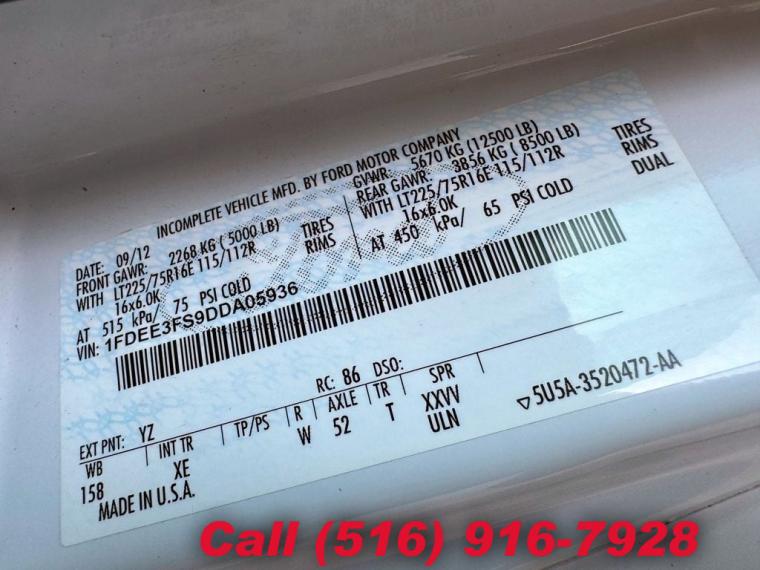 INCOMPLETE VEHICLE MFD. BY FORD MOTOR COMPANY
DATE: 09/12 GVWR: 5670 KG (12500 LB)
FRONT GAWR: 2268 KG (5000 LB) REAR GAWR: 3856 KG (8500 LB)
WITH LT225/75R16E 115/112R TIRES WITH LT225/75R16E 115/112R TIRES
16x6.0K RIMS 16x6.0K RIMS
AT 515 kPa/ 75 PSI COLD AT 450 kPa/ 65 PSI COLD DUAL
VIN: 1FDEE3FS9DDA05936
RC: 86 DSO:
EXT PNT: YZ
WB INT TR TP/PS R AXLE TR SPR
158 XE W 52 T XXVV
ULN
MADE IN U.S.A.
▽5U5A-3520472-AA
Call (516) 916-7928